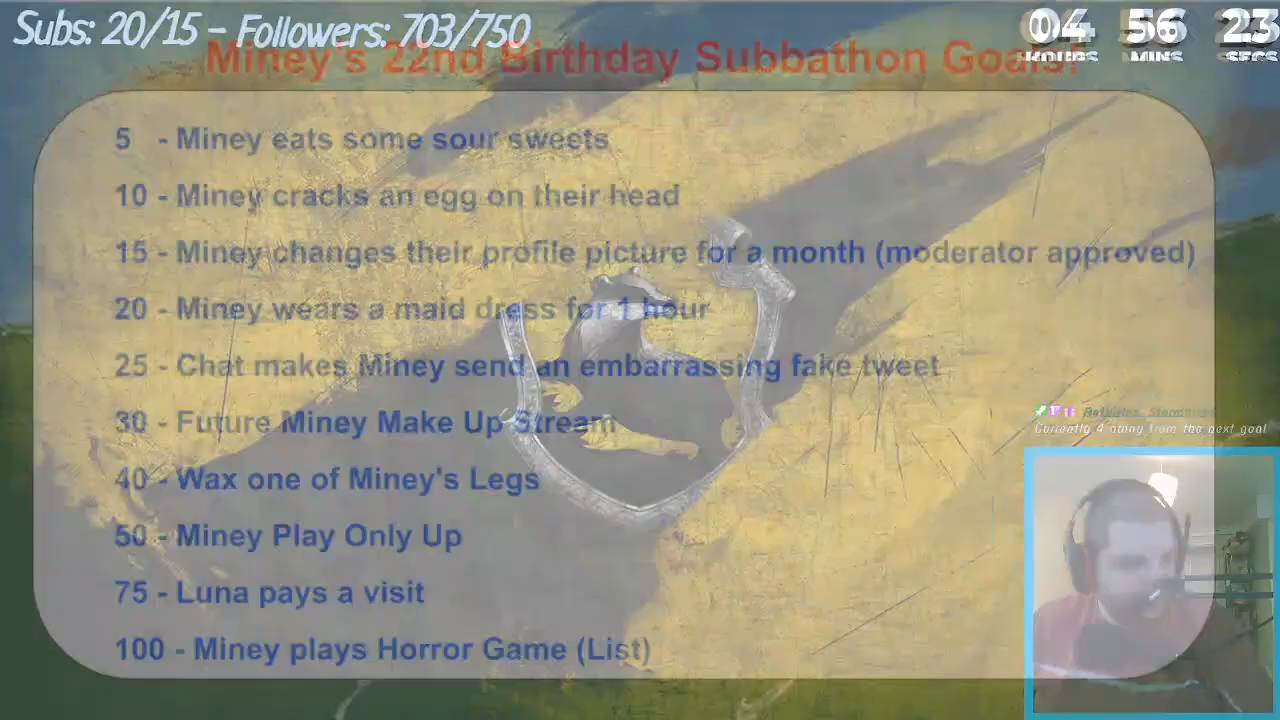 Subs: 20/15 - Followers: 703/750
04 56 23
HOURS MINS SECS
Miney's 22nd Birthday Subbathon Goals!
5 - Miney eats some sour sweets
10 - Miney cracks an egg on their head
15 - Miney changes their profile picture for a month (moderator approved)
20 - Miney wears a maid dress for 1 hour
25 - Chat makes Miney send an embarrassing fake tweet
30 - Future Miney Make Up Stream
40 - Wax one of Miney's Legs
50 - Miney Play Only Up
75 - Luna pays a visit
100 - Miney plays Horror Game (List)
Currently 4 away from the next goal